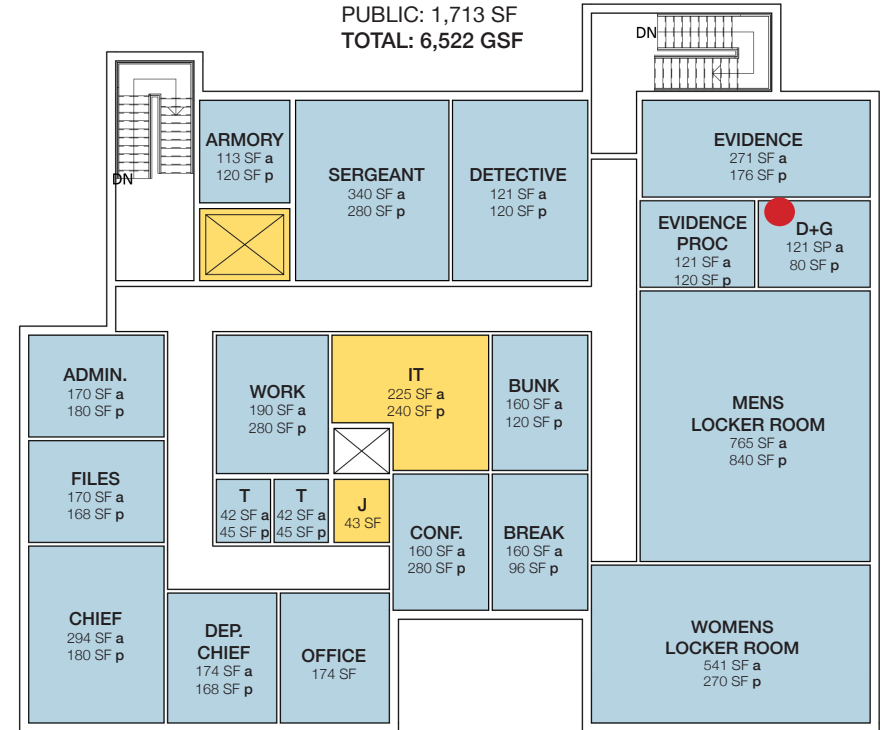 PUBLIC: 1,713 SF
TOTAL: 6,522 GSF
DN
DN
ARMORY
113 SF a
120 SF p
SERGEANT
340 SF a
280 SF p
DETECTIVE
121 SF a
120 SF p
EVIDENCE
271 SF a
176 SF p
EVIDENCE
PROC
121 SF a
120 SF p
D+G
121 SP a
80 SF p
ADMIN.
170 SF a
180 SF p
WORK
190 SF a
280 SF p
IT
225 SF a
240 SF p
BUNK
160 SF a
120 SF p
MENS
LOCKER ROOM
765 SF a
840 SF p
FILES
170 SF a
168 SF p
T
42 SF a
45 SF p
T
42 SF a
45 SF p
J
43 SF
CONF.
160 SF a
280 SF p
BREAK
160 SF a
96 SF p
CHIEF
294 SF a
180 SF p
DEP.
CHIEF
174 SF a
168 SF p
OFFICE
174 SF
WOMENS
LOCKER ROOM
541 SF a
270 SF p